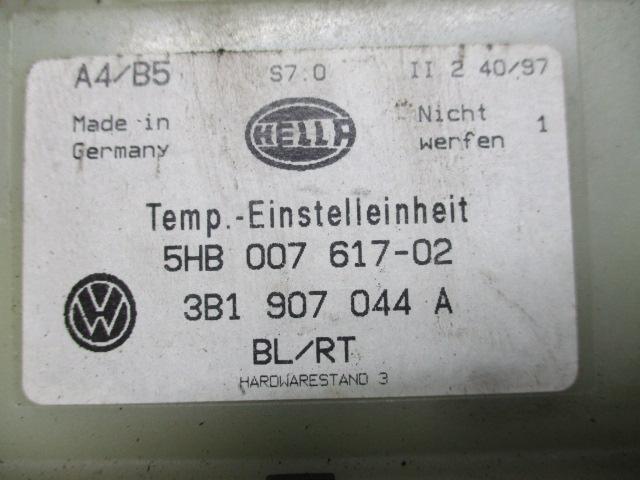 A4/B5 S7.0 II 2 40/97
Made in Germany
HELLA
Nicht werfen 1
Temp.-Einstelleinheit
5HB 007 617-02
VW
3B1 907 044 A
BL/RT
HARDWARESTAND 3